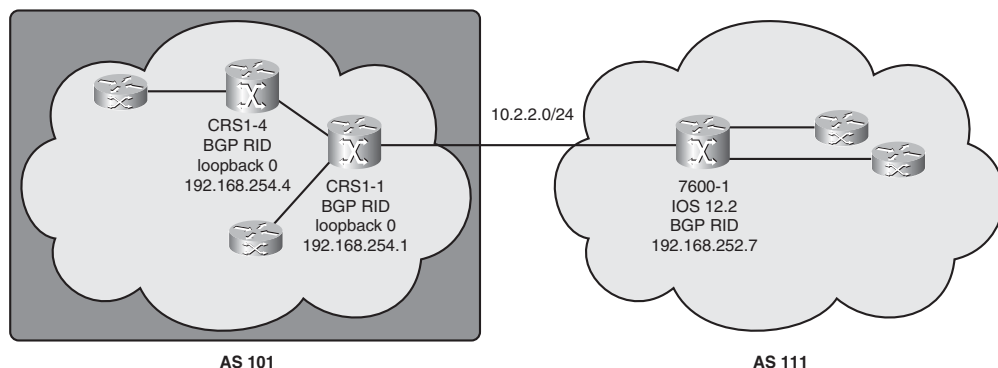 CRS1-4
BGP RID
loopback 0
192.168.254.4
CRS1-1
BGP RID
loopback 0
192.168.254.1
10.2.2.0/24
7600-1
IOS 12.2
BGP RID
192.168.252.7
AS 101
AS 111